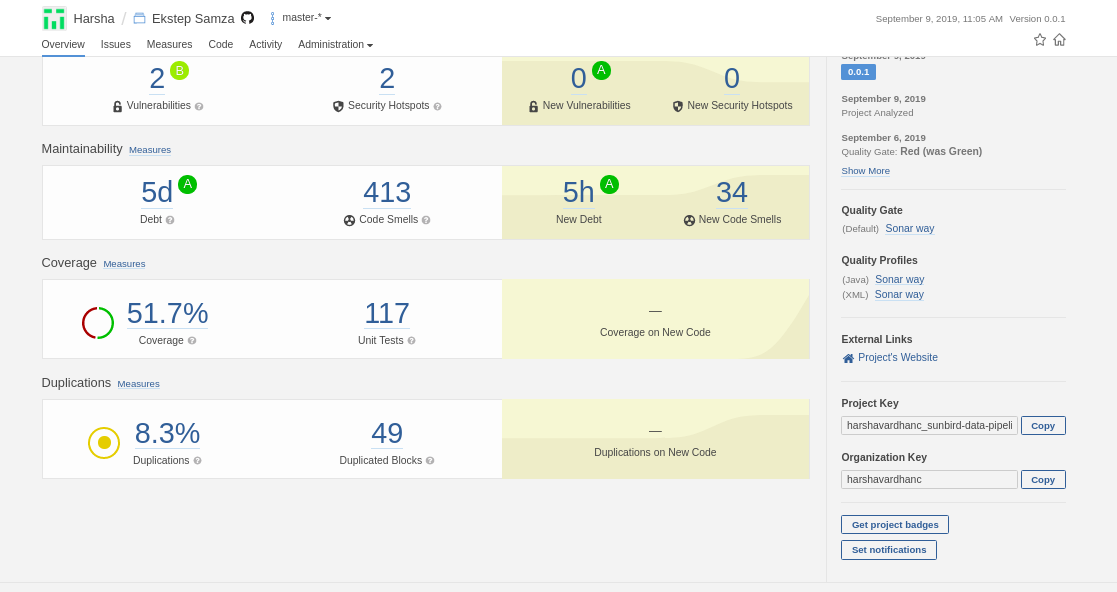 Harsha / Ekstep Samza master-*
September 9, 2019, 11:05 AM Version 0.0.1
Overview Issues Measures Code Activity Administration
2 B
Vulnerabilities ?
2
Security Hotspots ?
0 A
New Vulnerabilities
0
New Security Hotspots
Maintainability Measures
5d A
Debt ?
413
Code Smells ?
5h A
New Debt
34
New Code Smells
Coverage Measures
51.7%
Coverage ?
117
Unit Tests ?
—
Coverage on New Code
Duplications Measures
8.3%
Duplications ?
49
Duplicated Blocks ?
—
Duplications on New Code
September 9, 2019
0.0.1
September 9, 2019
Project Analyzed
September 6, 2019
Quality Gate: Red (was Green)
Show More
Quality Gate
(Default) Sonar way
Quality Profiles
(Java) Sonar way
(XML) Sonar way
External Links
Project's Website
Project Key
harshavardhanc_sunbird-data-pipeli Copy
Organization Key
harshavardhanc Copy
Get project badges
Set notifications